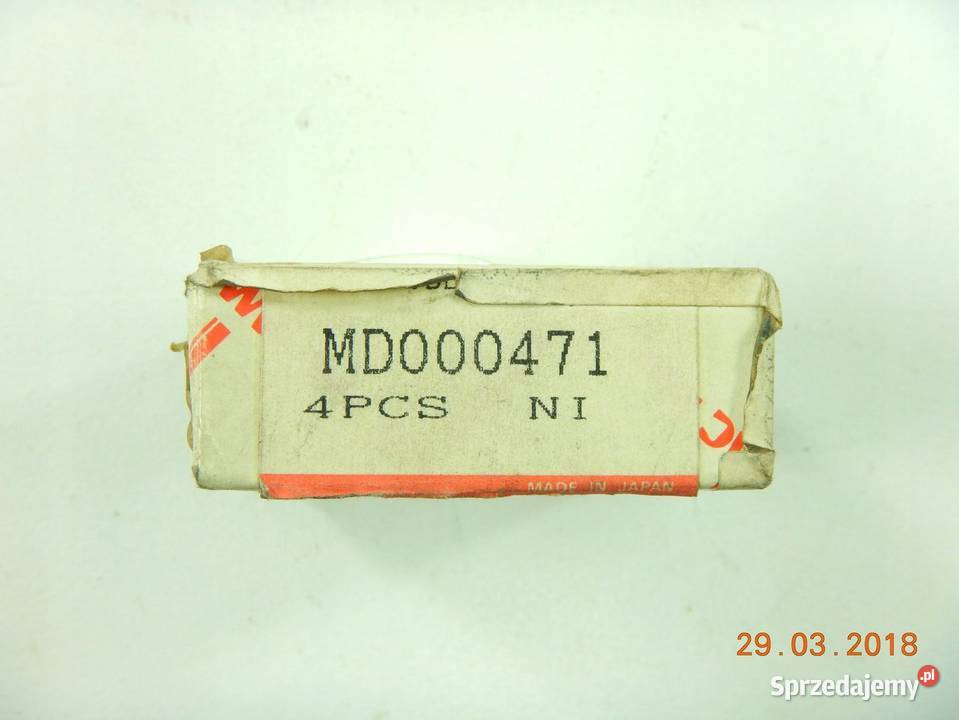 MD000471
4PCS NI
MADE IN JAPAN
29.03.2018
Sprzedajemy.pl